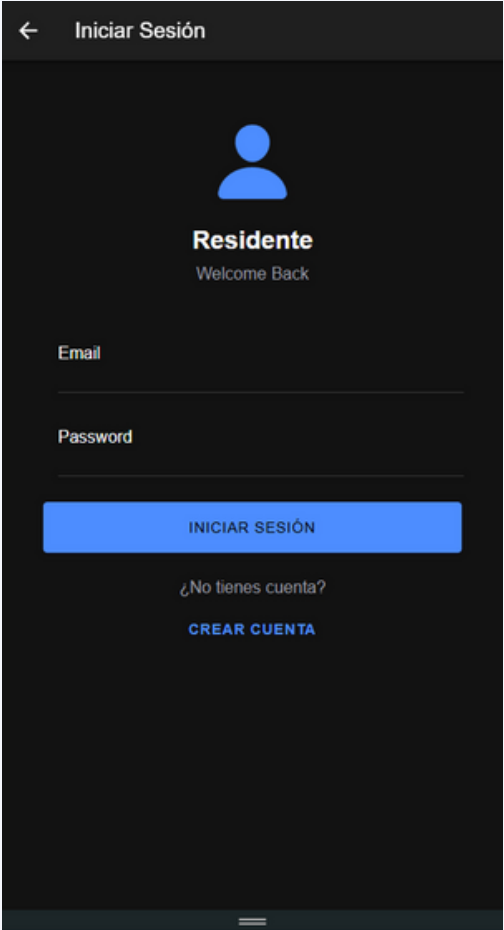 Iniciar Sesión
Residente
Welcome Back
Email
Password
INICIAR SESIÓN
¿No tienes cuenta?
CREAR CUENTA